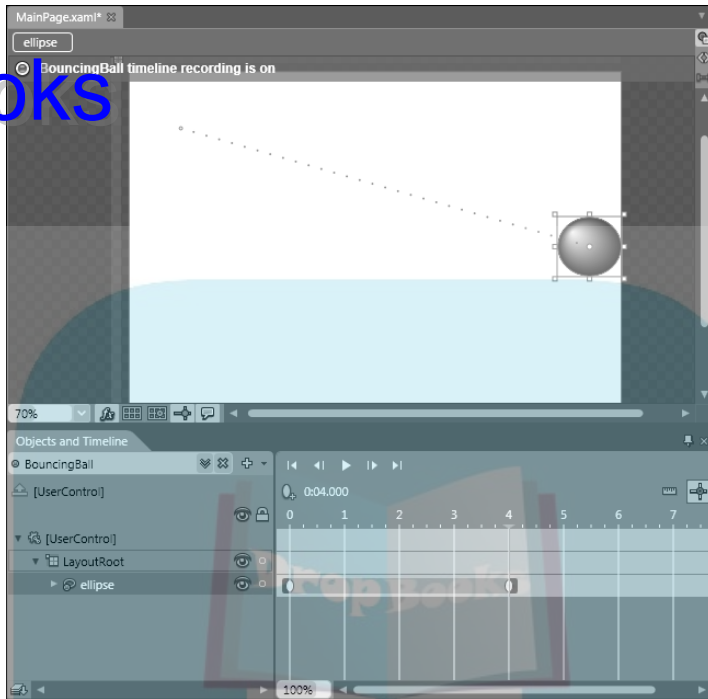 MainPage.xaml*
ellipse
BouncingBall timeline recording is on
oks
70%
Objects and Timeline
BouncingBall
[UserControl]
0:04.000
0 1 2 3 4 5 6 7
[UserControl]
LayoutRoot
ellipse
DropBooks
100%